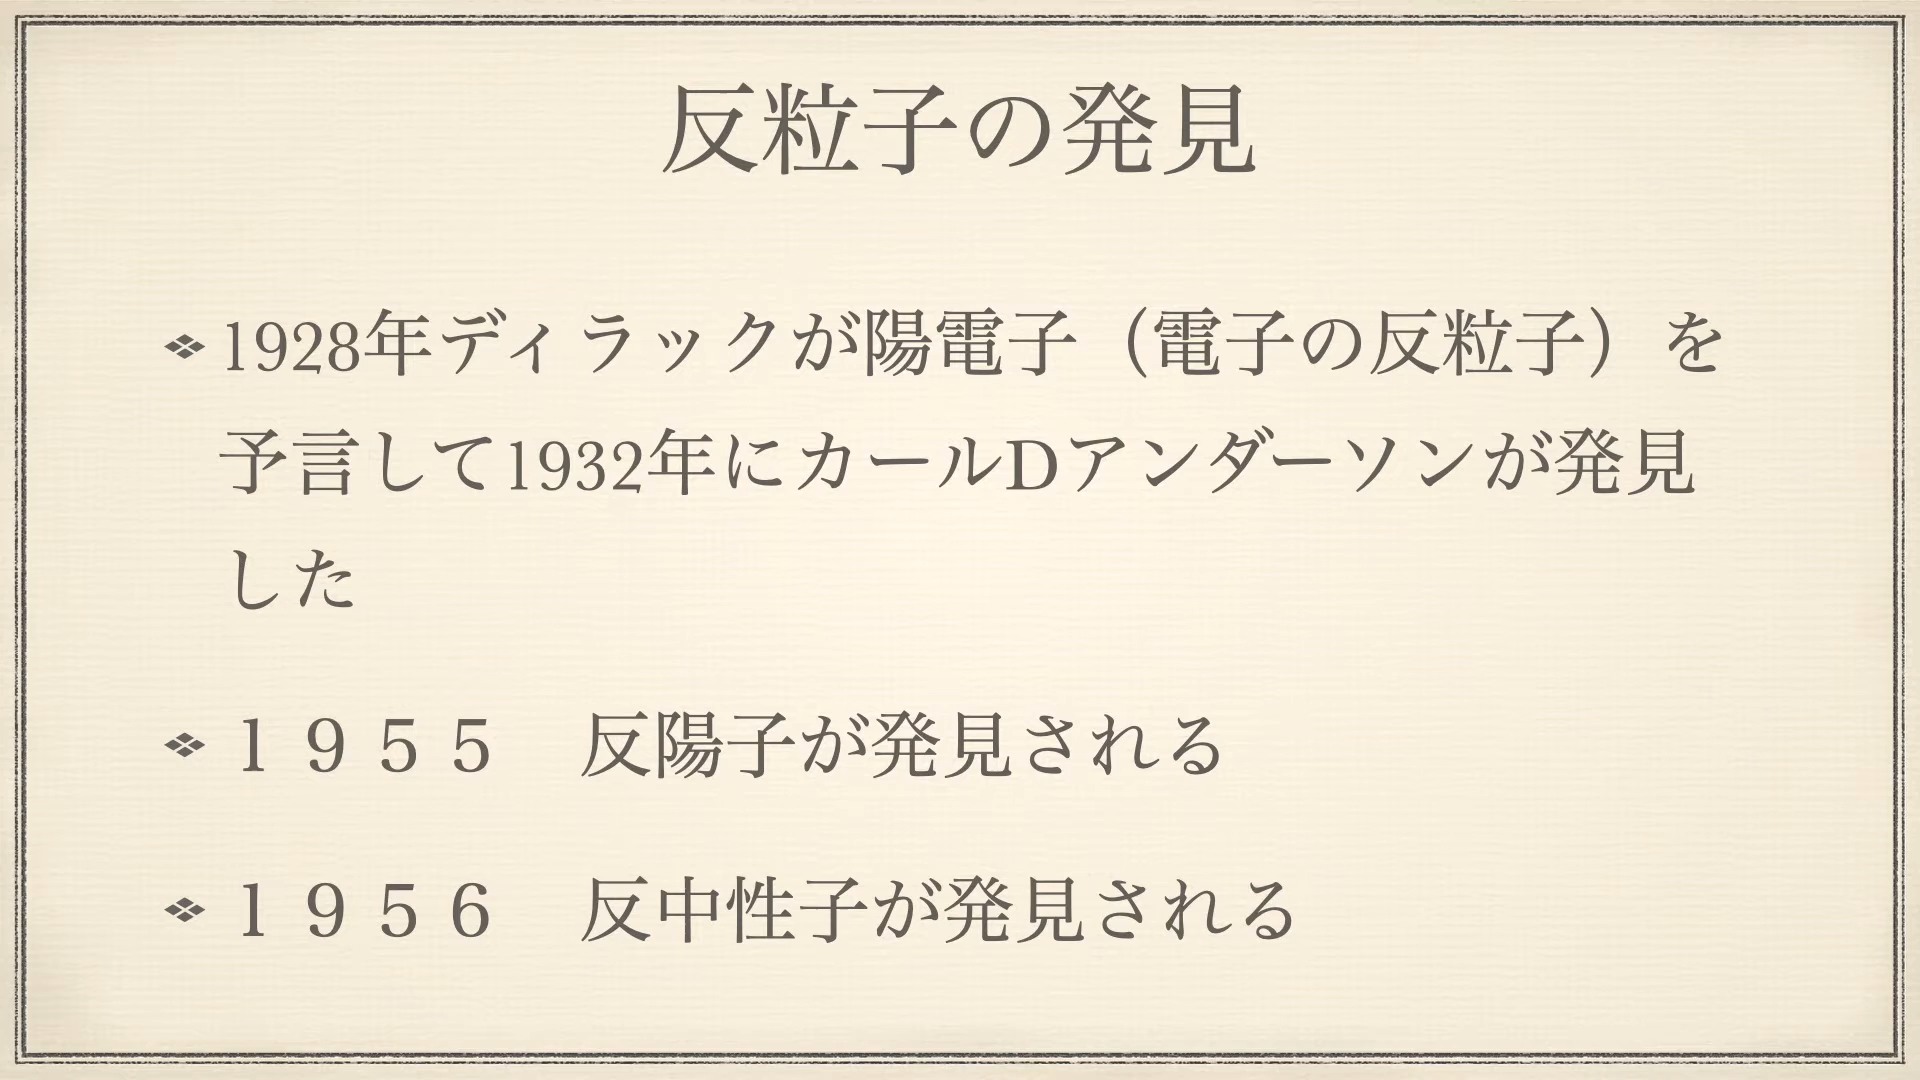 反粒子の発見
❖ 1928年ディラックが陽電子（電子の反粒子）を
予言して1932年にカールDアンダーソンが発見
した
❖ １９５５　反陽子が発見される
❖ １９５６　反中性子が発見される